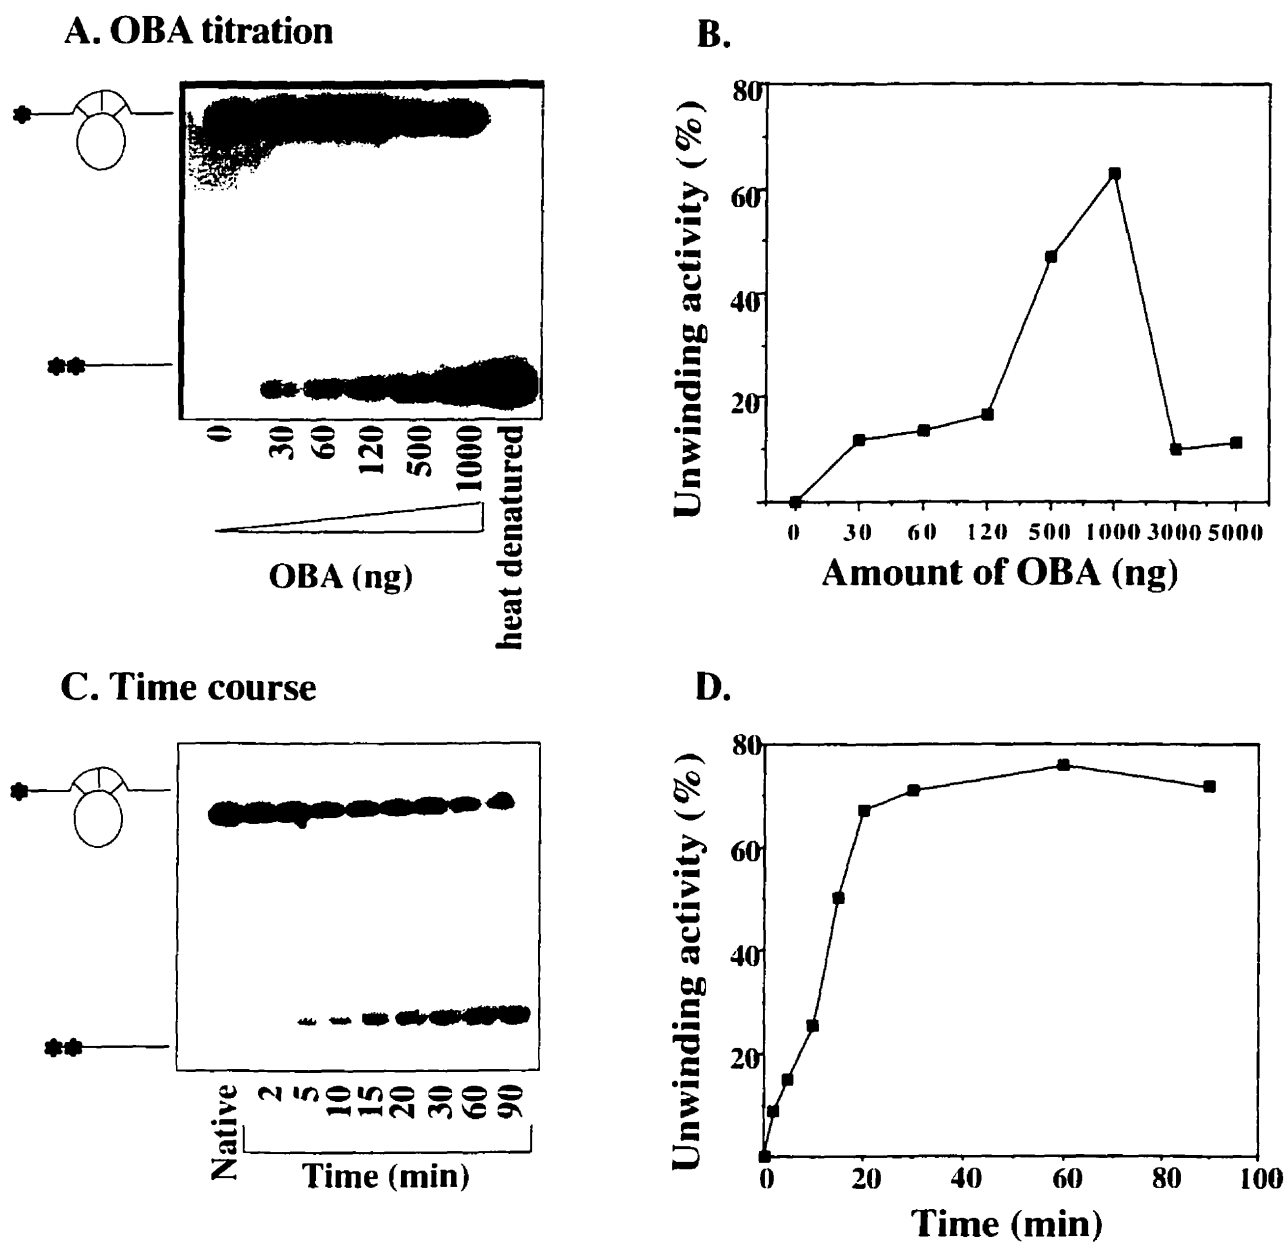 A. OBA titration
0
30
60
120
500
1000
heat denatured
OBA (ng)
B.
Unwinding activity (%)
80
60
40
20
0 30 60 120 500 1000 3000 5000
Amount of OBA (ng)
C. Time course
Native
2
5
10
15
20
30
60
90
Time (min)
D.
Unwinding activity (%)
80
60
40
20
0 20 40 60 80 100
Time (min)